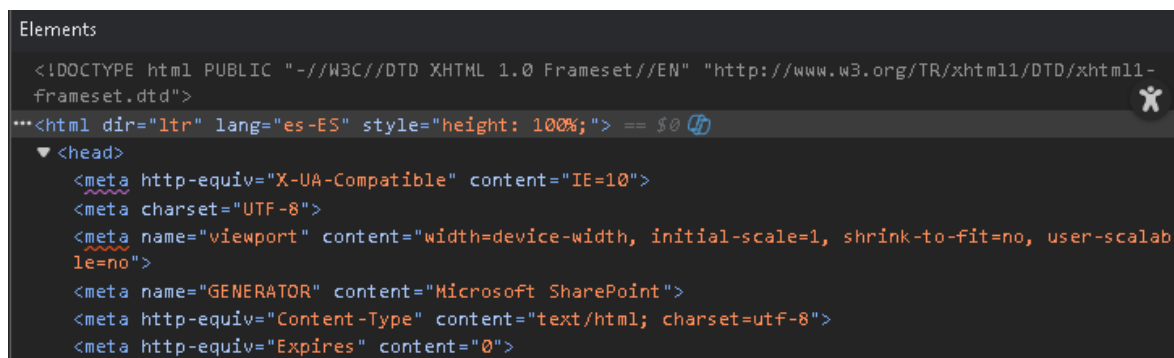 Elements
<!DOCTYPE html PUBLIC "-//W3C//DTD XHTML 1.0 Frameset//EN" "http://www.w3.org/TR/xhtml1/DTD/xhtml1-
frameset.dtd">
…<html dir="ltr" lang="es-ES" style="height: 100%;"> == $0
▼<head>
<meta http-equiv="X-UA-Compatible" content="IE=10">
<meta charset="UTF-8">
<meta name="viewport" content="width=device-width, initial-scale=1, shrink-to-fit=no, user-scalab
le=no">
<meta name="GENERATOR" content="Microsoft SharePoint">
<meta http-equiv="Content-Type" content="text/html; charset=utf-8">
<meta http-equiv="Expires" content="0">